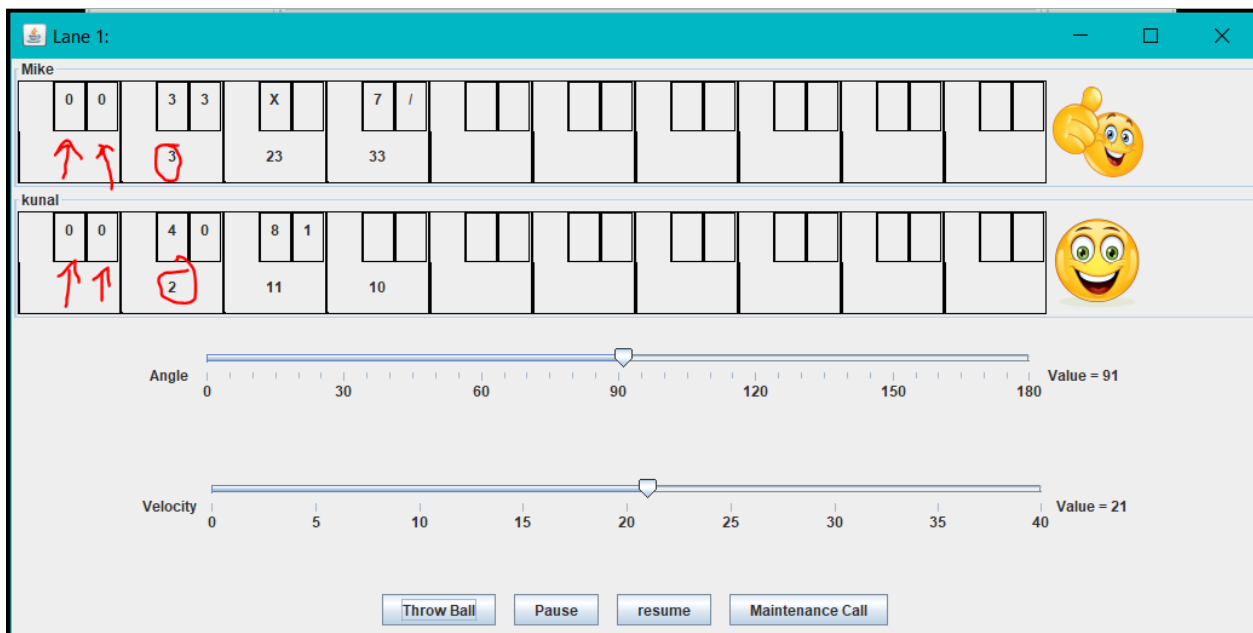 Lane 1:
Mike
0 0 3 3 X 7 /
3 23 33
kunal
0 0 4 0 8 1
2 11 10
Angle
0 30 60 90 120 150 180
Value = 91
Velocity
0 5 10 15 20 25 30 35 40
Value = 21
Throw Ball Pause resume Maintenance Call